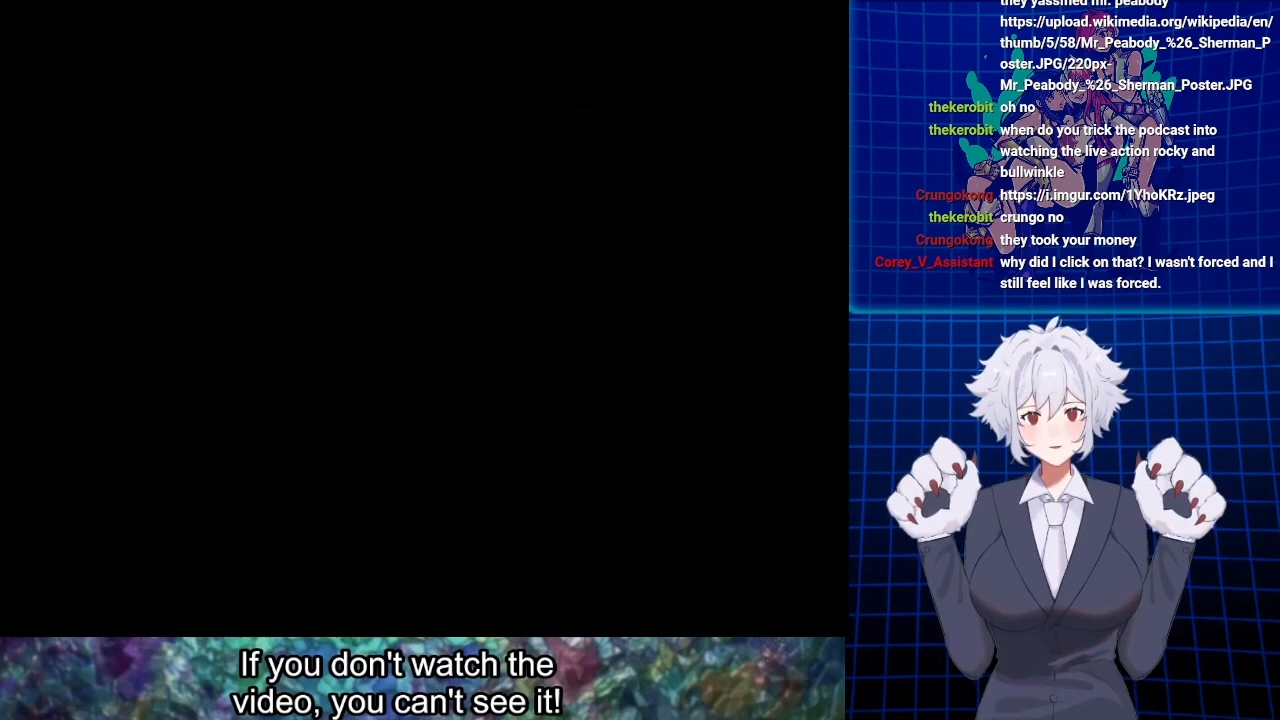 they yassified mr. peabody
https://upload.wikimedia.org/wikipedia/en/
thumb/5/58/Mr_Peabody_%26_Sherman_P
oster.JPG/220px-
Mr_Peabody_%26_Sherman_Poster.JPG
thekerobit oh no
thekerobit when do you trick the podcast into
watching the live action rocky and
bullwinkle
Crungokong https://i.imgur.com/1YhoKRz.jpeg
thekerobit crungo no
Crungokong they took your money
Corey_V_Assistant why did I click on that? I wasn't forced and I
still feel like I was forced.
If you don't watch the
video, you can't see it!